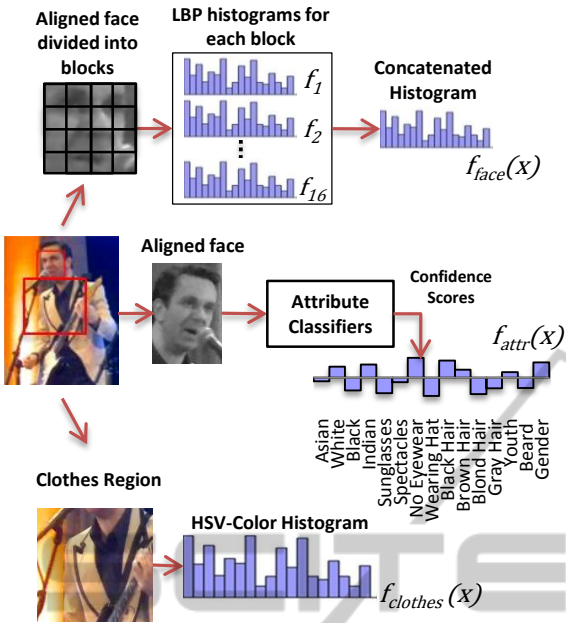 Aligned face
divided into
blocks
LBP histograms for
each block
f1
f2
f16
Concatenated
Histogram
fface(x)
Aligned face
Attribute
Classifiers
Confidence
Scores
fattr(x)
Asian
White
Black
Indian
Sunglasses
Spectacles
No Eyewear
Wearing Hat
Black Hair
Brown Hair
Blond Hair
Gray Hair
Youth
Beard
Gender
Clothes Region
HSV-Color Histogram
fclothes (x)
SCITE